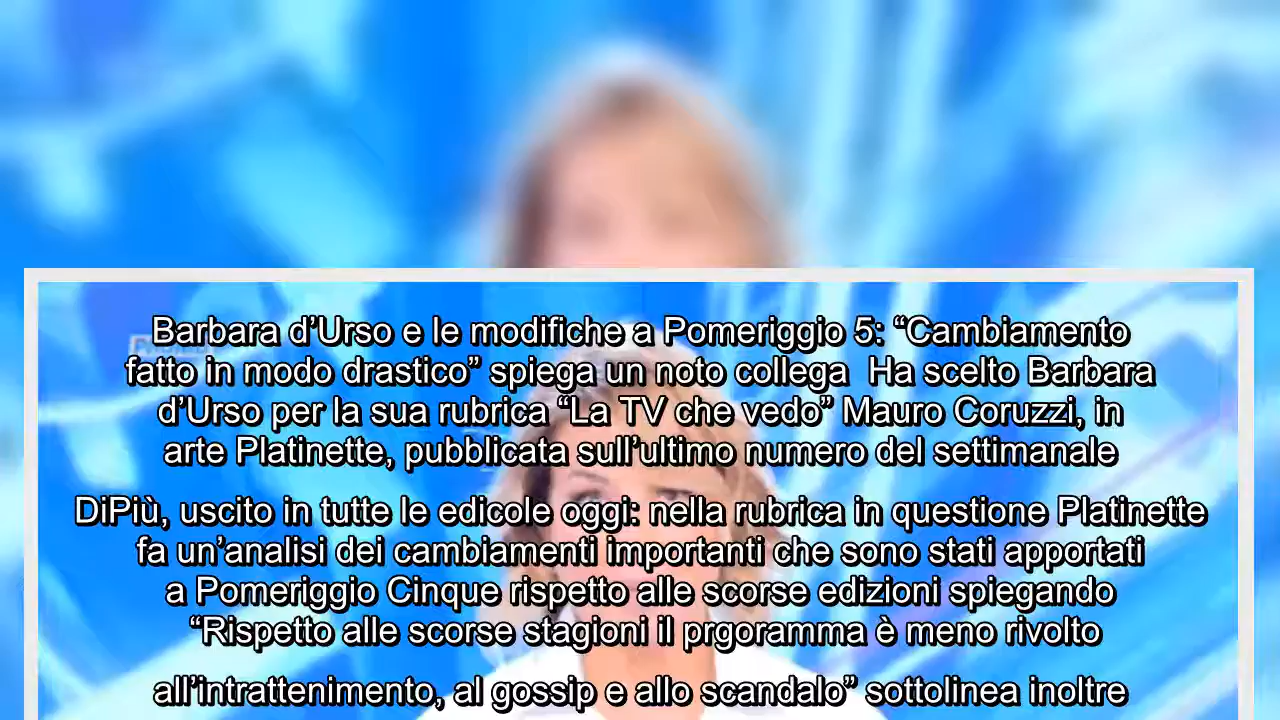 Barbara d’Urso e le modifiche a Pomeriggio 5: “Cambiamento
fatto in modo drastico” spiega un noto collega  Ha scelto Barbara
d’Urso per la sua rubrica “La TV che vedo” Mauro Coruzzi, in
arte Platinette, pubblicata sull’ultimo numero del settimanale
DiPiù, uscito in tutte le edicole oggi: nella rubrica in questione Platinette
fa un’analisi dei cambiamenti importanti che sono stati apportati
a Pomeriggio Cinque rispetto alle scorse edizioni spiegando
“Rispetto alle scorse stagioni il prgoramma è meno rivolto
all’intrattenimento, al gossip e allo scandalo” sottolinea inoltre